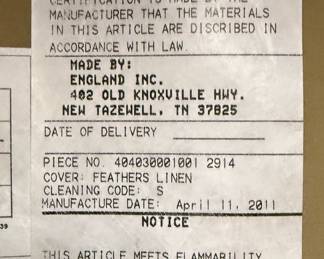 CERTIFICATION IS MADE BY THE
MANUFACTURER THAT THE MATERIALS
IN THIS ARTICLE ARE DISCRIBED IN
ACCORDANCE WITH LAW.
MADE BY:
ENGLAND INC.
402 OLD KNOXVILLE HWY.
NEW TAZEWELL, TN 37825
DATE OF DELIVERY
PIECE NO. 404030001001 2914
COVER: FEATHERS LINEN
CLEANING CODE: S
MANUFACTURE DATE: April 11, 2011
NOTICE
39
THIS ARTICLE MEETS FLAMMABILITY